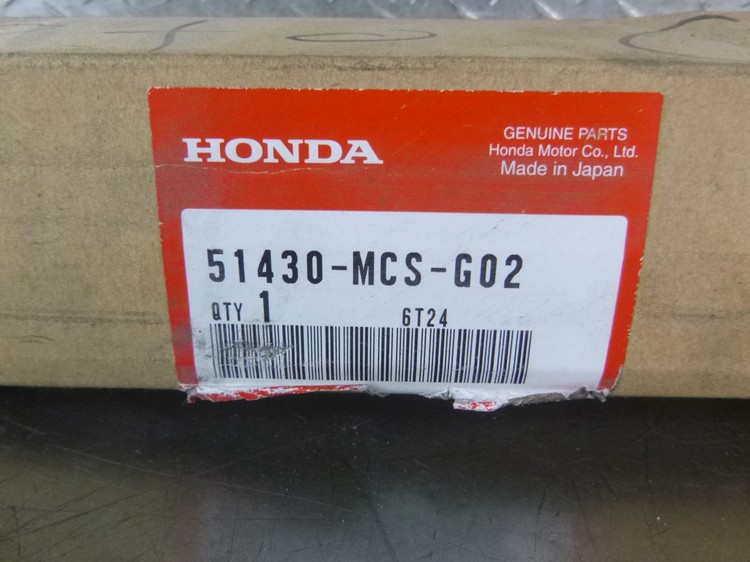 HONDA
GENUINE PARTS
Honda Motor Co., Ltd.
Made in Japan
51430-MCS-G02
QTY 1 6T24